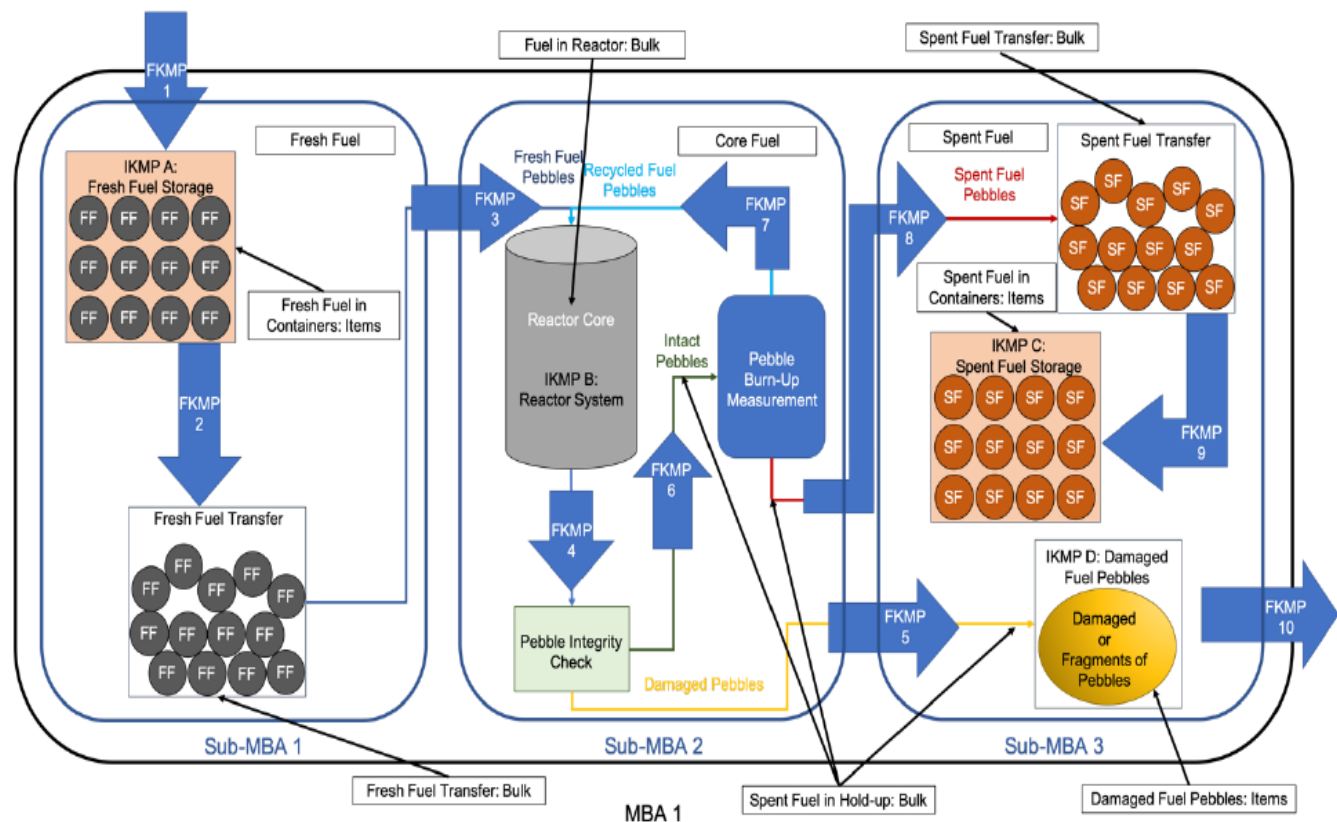 Fuel in Reactor: Bulk
Spent Fuel Transfer: Bulk
FKMP
1
Fresh Fuel
IKMP A:
Fresh Fuel Storage
FF FF FF FF
FF FF FF FF
FF FF FF FF
Fresh Fuel in
Containers: Items
FKMP
2
Fresh Fuel Transfer
FF FF
FF FF FF
FF FF FF FF
FF FF FF FF
Sub-MBA 1
Fresh Fuel Transfer: Bulk
Core Fuel
FKMP
3
Fresh Fuel
Pebbles
Recycled Fuel
Pebbles
FKMP
7
Reactor Core
IKMP B:
Reactor System
Intact
Pebbles
Pebble
Burn-Up
Measurement
FKMP
4
FKMP
6
Pebble Integrity
Check
Damaged Pebbles
FKMP
5
Sub-MBA 2
Spent Fuel in Hold-up: Bulk
Spent Fuel
FKMP
8
Spent Fuel
Pebbles
Spent Fuel Transfer
SF SF
SF SF SF
SF SF SF SF
SF SF SF SF
Spent Fuel in
Containers: Items
IKMP C:
Spent Fuel Storage
SF SF SF SF
SF SF SF SF
SF SF SF SF
FKMP
9
IKMP D: Damaged
Fuel Pebbles
Damaged
or
Fragments of
Pebbles
FKMP
10
Sub-MBA 3
Damaged Fuel Pebbles: Items
MBA 1